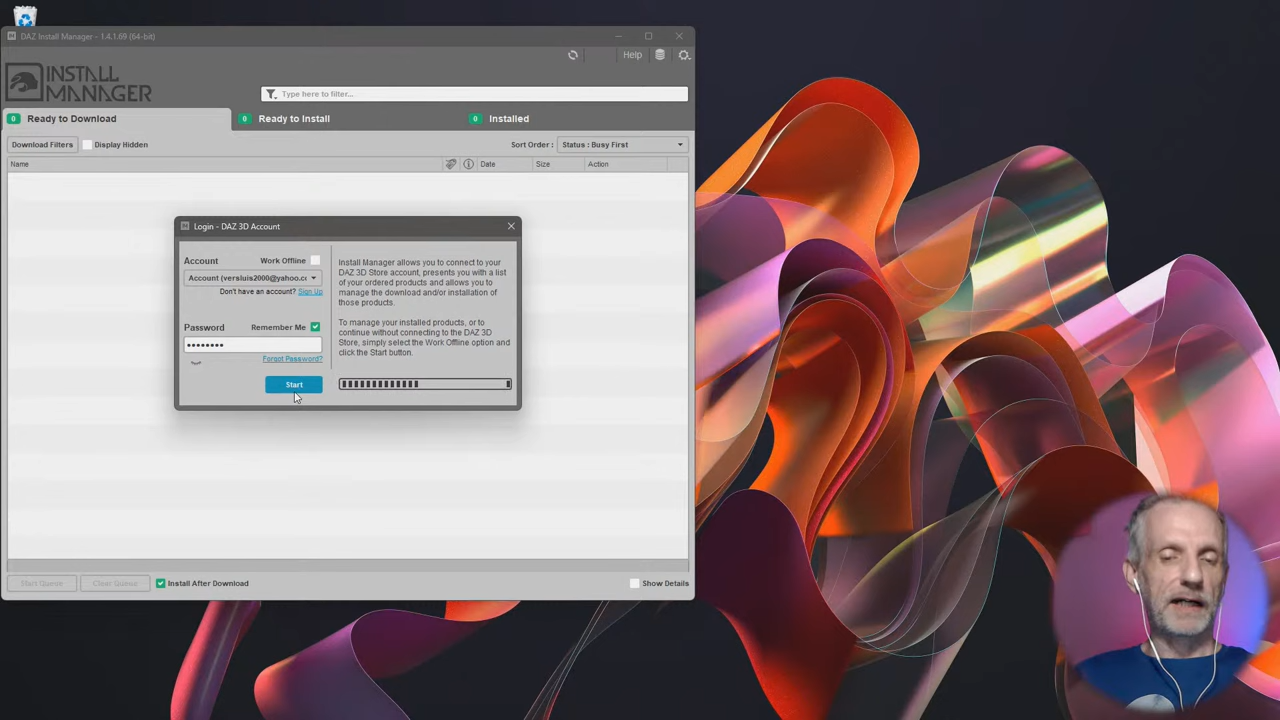 DAZ Install Manager - 1.4.1.69 (64-bit)
Help
INSTALL
MANAGER
Type here to filter...
0 Ready to Download
0 Ready to Install
0 Installed
Download Filters
Display Hidden
Sort Order :
Status : Busy First
Name
Date
Size
Action
Login - DAZ 3D Account
Account
Work Offline
Account (versluis2000@yahoo.cc
Don't have an account? Sign Up
Password
Remember Me
••••••••
Forgot Password?
Start
Install Manager allows you to connect to your
DAZ 3D Store account, presents you with a list
of your ordered products and allows you to
manage the download and/or installation of
those products.
To manage your installed products, or to
continue without connecting to the DAZ 3D
Store, simply select the Work Offline option and
click the Start button.
Start Queue
Clear Queue
Install After Download
Show Details